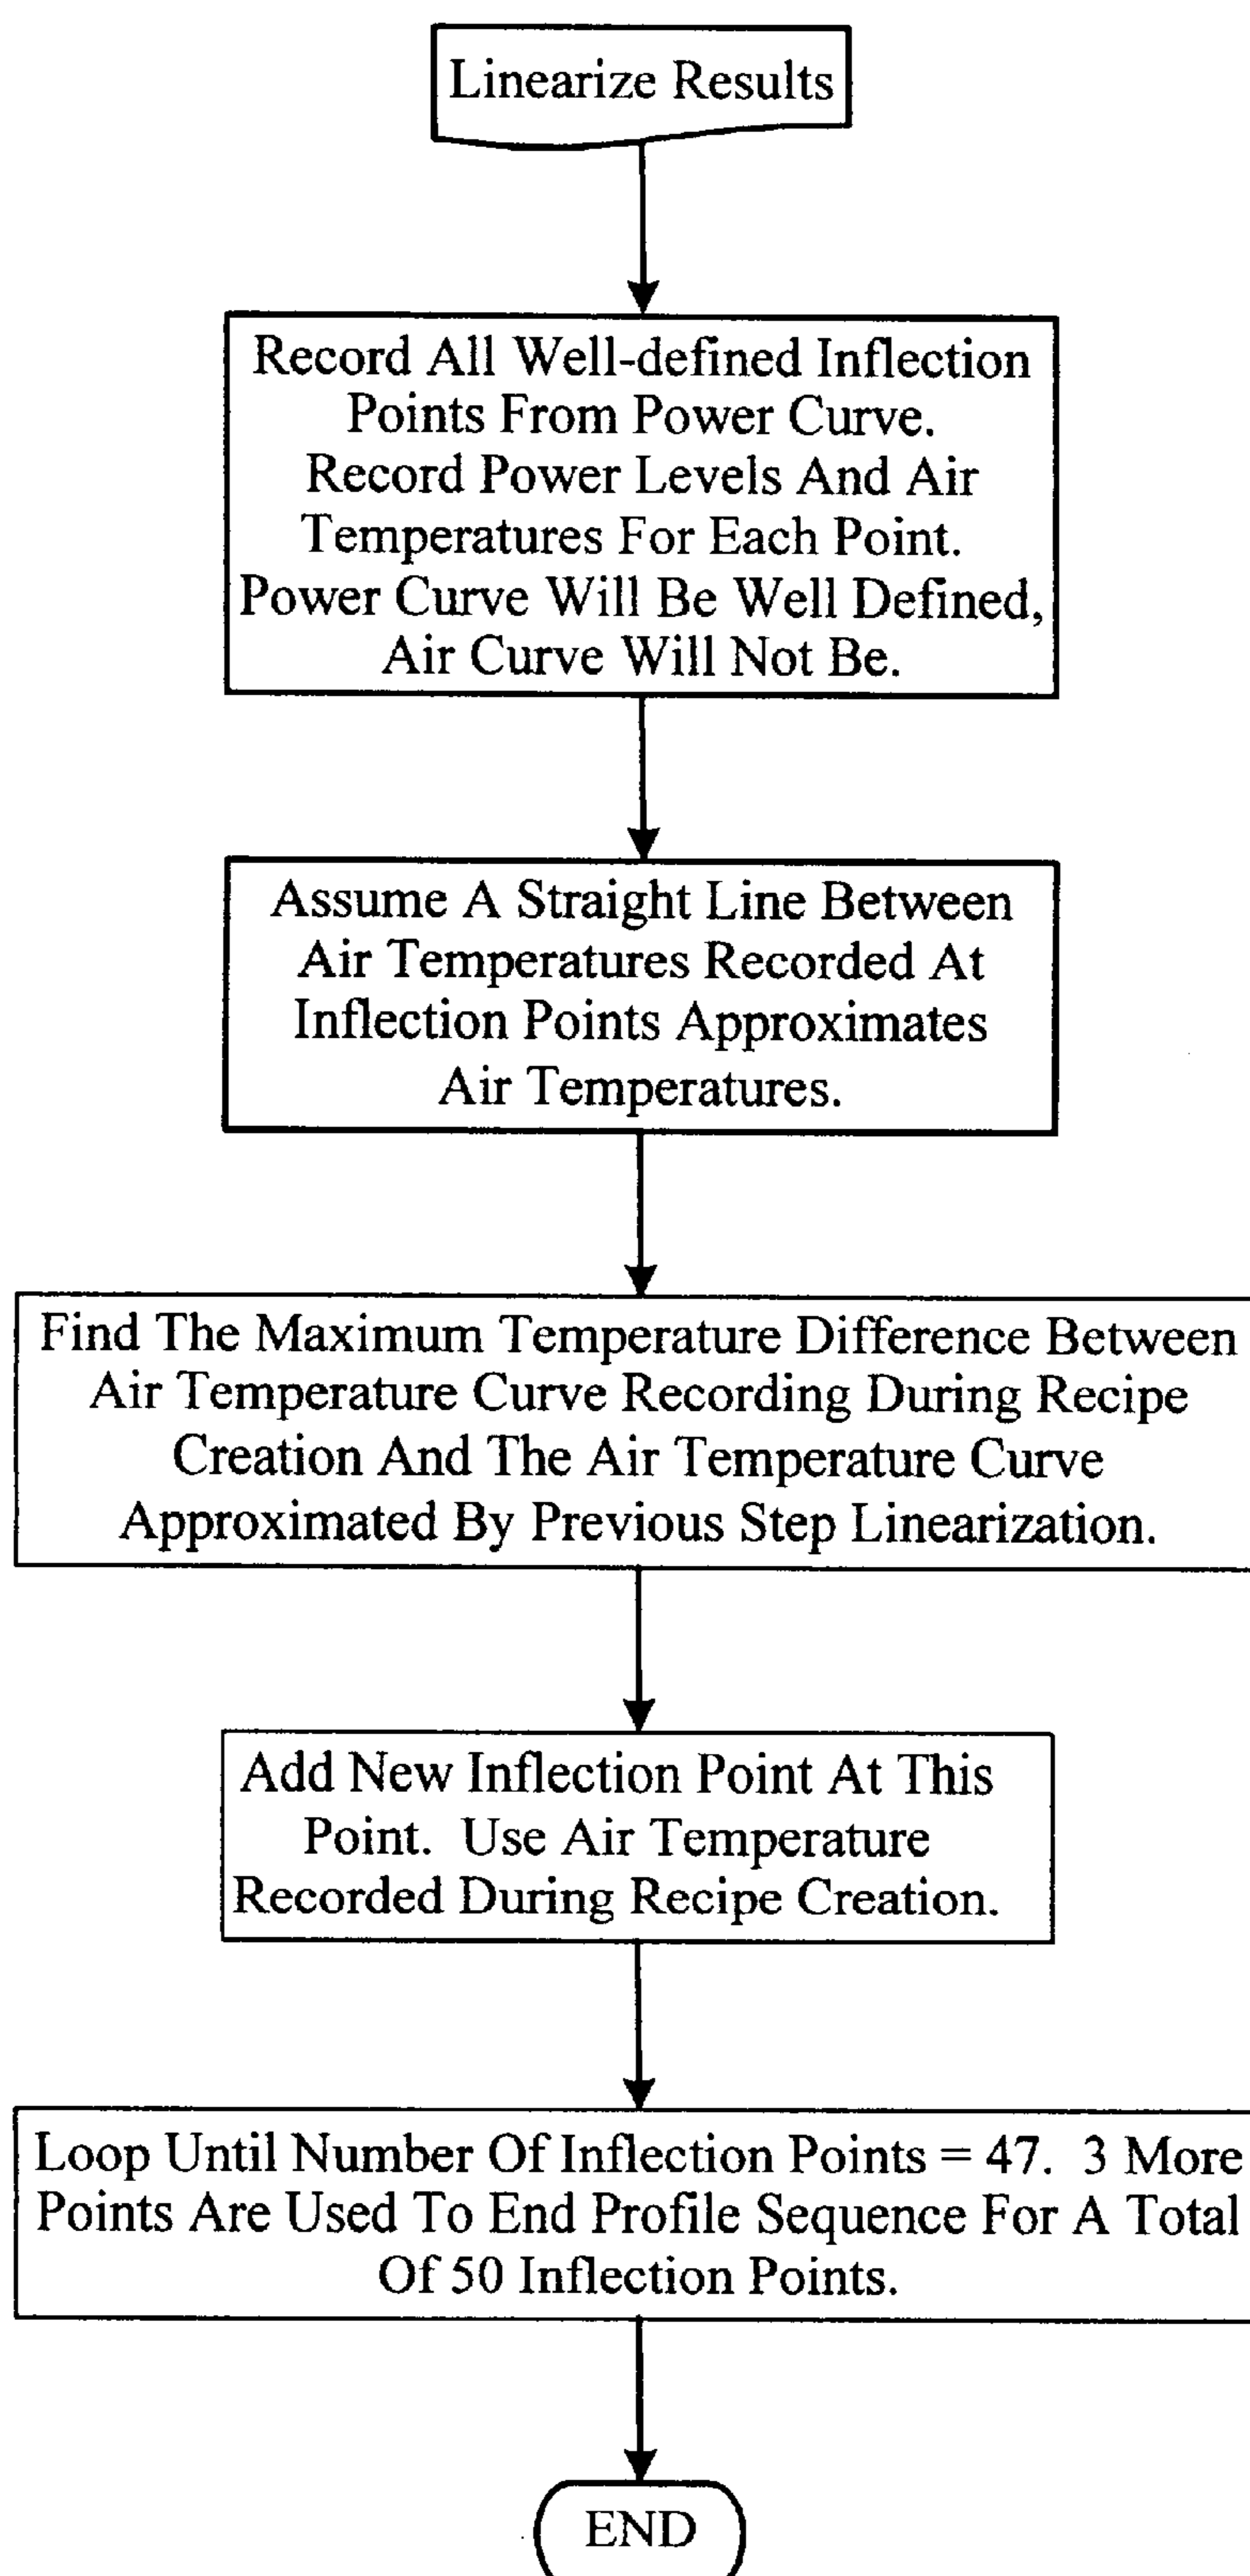 Linearize Results
Record All Well-defined Inflection
Points From Power Curve.
Record Power Levels And Air
Temperatures For Each Point.
Power Curve Will Be Well Defined,
Air Curve Will Not Be.
Assume A Straight Line Between
Air Temperatures Recorded At
Inflection Points Approximates
Air Temperatures.
Find The Maximum Temperature Difference Between
Air Temperature Curve Recording During Recipe
Creation And The Air Temperature Curve
Approximated By Previous Step Linearization.
Add New Inflection Point At This
Point. Use Air Temperature
Recorded During Recipe Creation.
Loop Until Number Of Inflection Points = 47. 3 More
Points Are Used To End Profile Sequence For A Total
Of 50 Inflection Points.
END